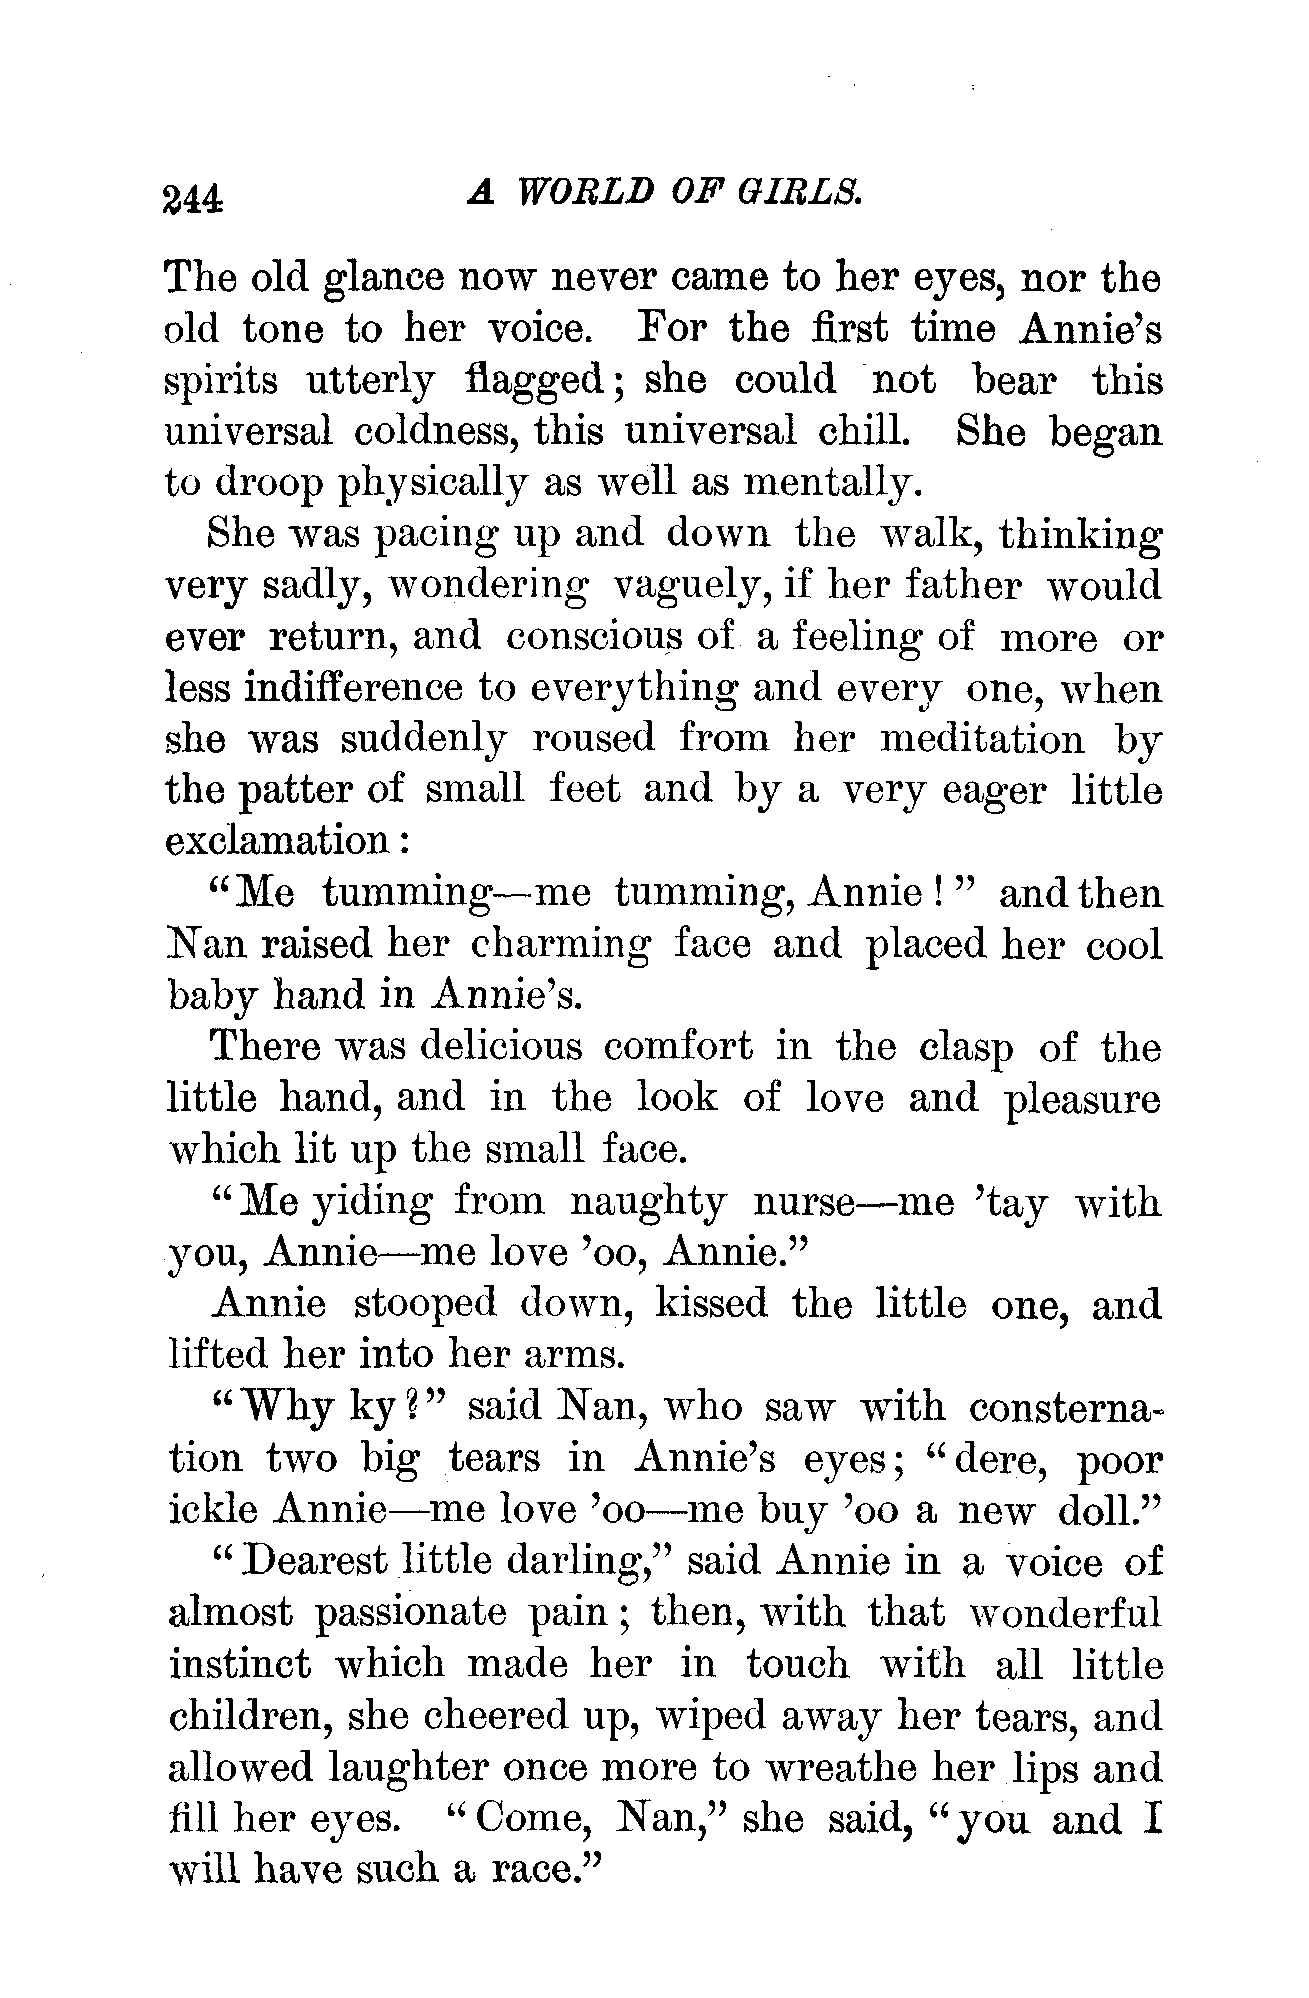 244 A WORLD OF GIRLS.
The old glance now never came to her eyes, nor the
old tone to her voice. For the first time Annie's
spirits utterly flagged; she could not bear this
universal coldness, this universal chill. She began
to droop physically as well as mentally.
She was pacing up and down the walk, thinking
very sadly, wondering vaguely, if her father would
ever return, and conscious of a feeling of more or
less indifference to everything and every one, when
she was suddenly roused from her meditation by
the patter of small feet and by a very eager little
exclamation:
"Me tumming—me tumming, Annie!" and then
Nan raised her charming face and placed her cool
baby hand in Annie's.
There was delicious comfort in the clasp of the
little hand, and in the look of love and pleasure
which lit up the small face.
"Me yiding from naughty nurse—me 'tay with
you, Annie—me love 'oo, Annie."
Annie stooped down, kissed the little one, and
lifted her into her arms.
"Why ky?" said Nan, who saw with consterna-
tion two big tears in Annie's eyes; "dere, poor
ickle Annie—me love 'oo—me buy 'oo a new doll."
"Dearest little darling," said Annie in a voice of
almost passionate pain; then, with that wonderful
instinct which made her in touch with all little
children, she cheered up, wiped away her tears, and
allowed laughter once more to wreathe her lips and
fill her eyes. "Come, Nan," she said, "you and I
will have such a race."